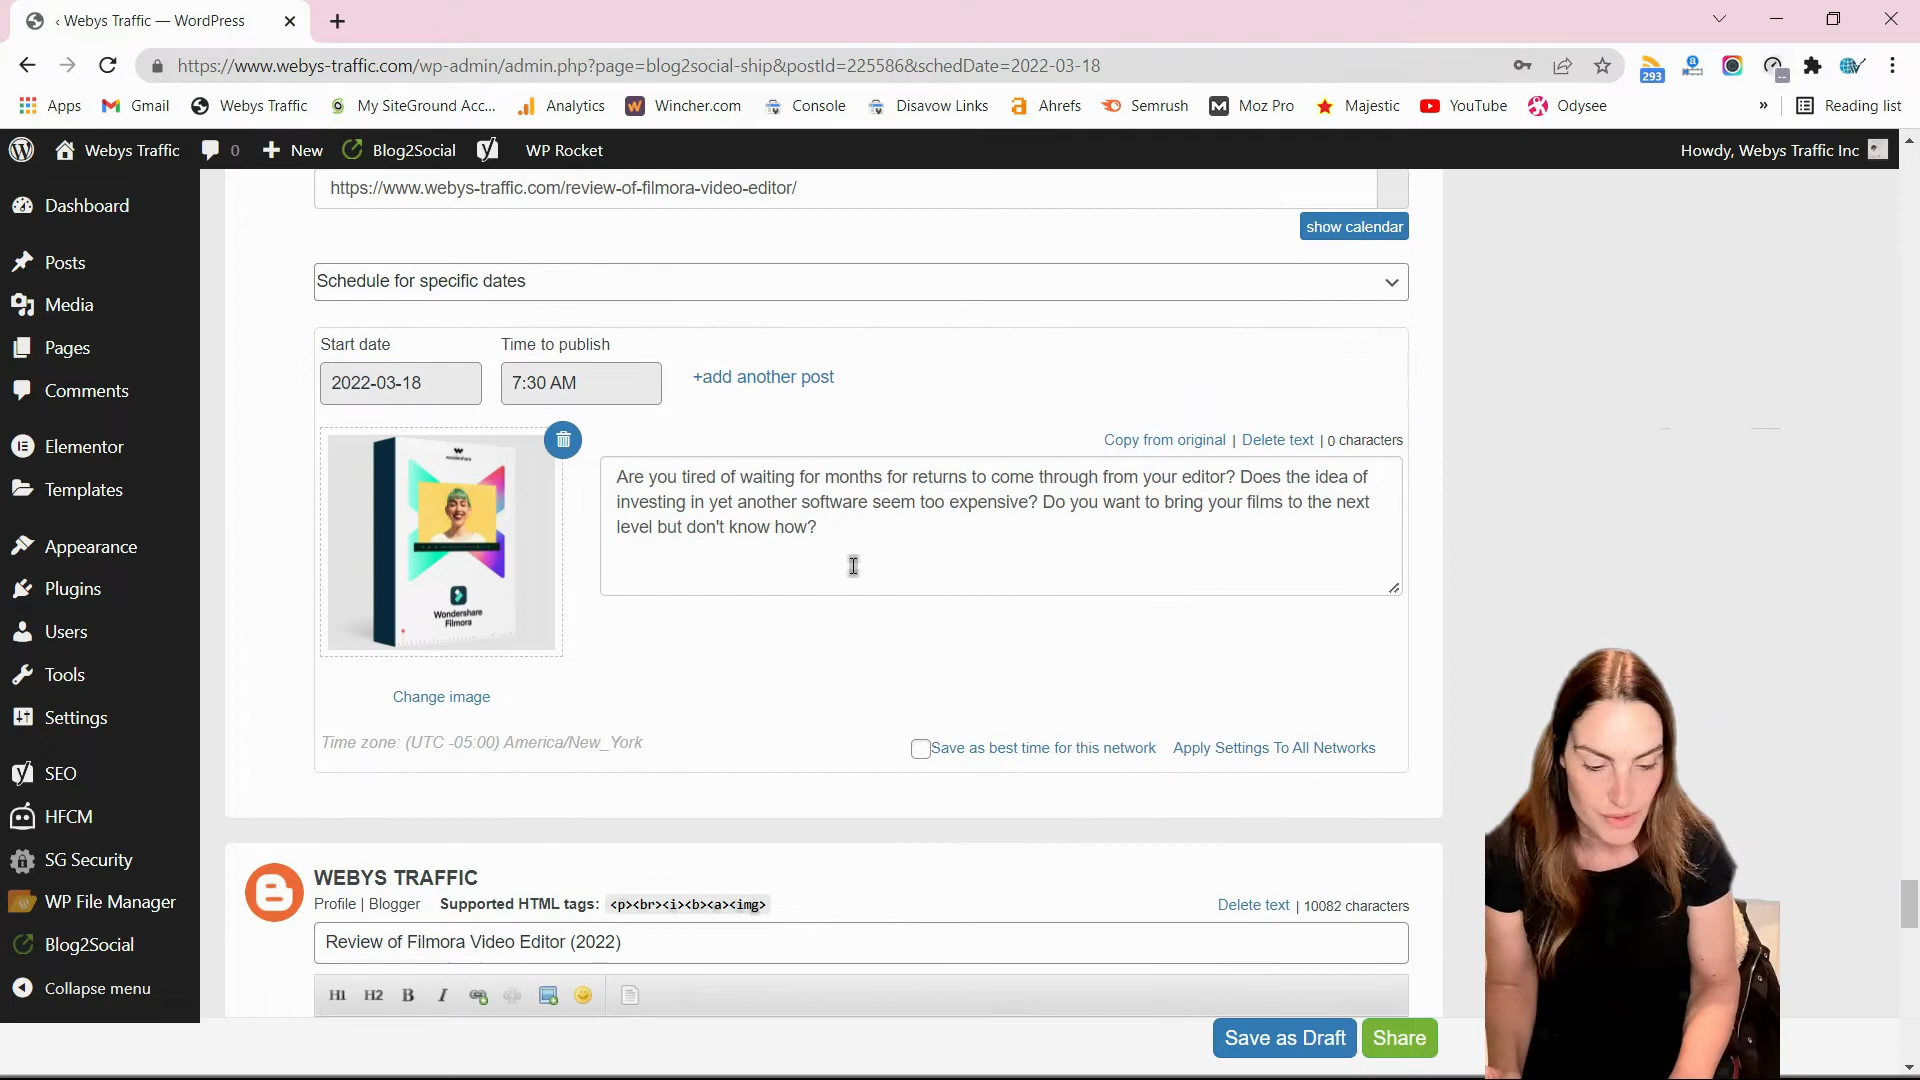 ‹ Webys Traffic — WordPress
https://www.webys-traffic.com/wp-admin/admin.php?page=blog2social-ship&postId=225586&schedDate=2022-03-18
293
Apps Gmail Webys Traffic My SiteGround Acc... Analytics Wincher.com Console Disavow Links Ahrefs Semrush Moz Pro Majestic YouTube Odysee » Reading list
Webys Traffic 0 New Blog2Social WP Rocket Howdy, Webys Traffic Inc
Dashboard
Posts
Media
Pages
Comments
Elementor
Templates
Appearance
Plugins
Users
Tools
Settings
SEO
HFCM
SG Security
WP File Manager
Blog2Social
Collapse menu
https://www.webys-traffic.com/review-of-filmora-video-editor/
show calendar
Schedule for specific dates
Start date Time to publish
2022-03-18 7:30 AM +add another post
Copy from original | Delete text | 0 characters
Are you tired of waiting for months for returns to come through from your editor? Does the idea of
investing in yet another software seem too expensive? Do you want to bring your films to the next
level but don't know how?
wondershare
Wondershare
Filmora
Change image
Time zone: (UTC -05:00) America/New_York
Save as best time for this network Apply Settings To All Networks
WEBYS TRAFFIC
Profile | Blogger Supported HTML tags: <p><br><i><b><a><img>
Delete text | 10082 characters
Review of Filmora Video Editor (2022)
H1 H2 B I
Save as Draft Share